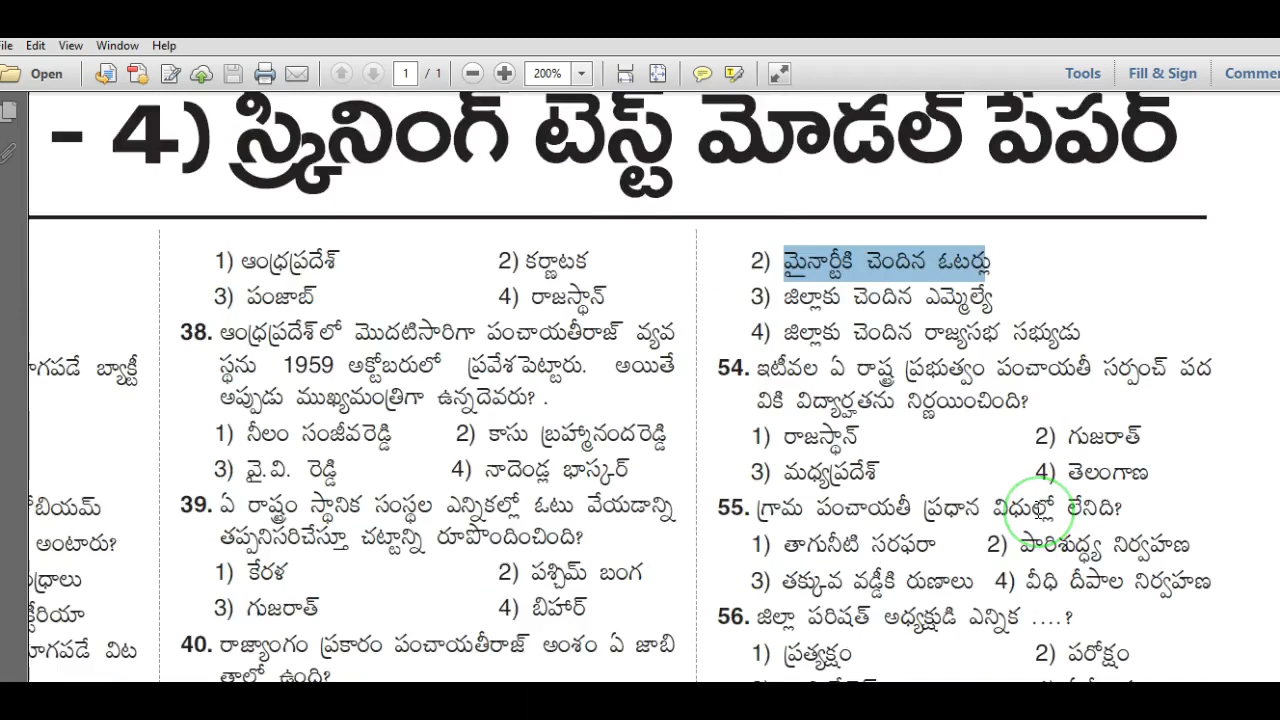 File Edit View Window Help
Open 1 / 1 200% Tools Fill & Sign Commen
- 4) స్క్రీనింగ్ టెస్ట్ మోడల్ పేపర్
గాగపడే బ్యాక్టీ
అంటారు?
1) ఆంధ్రప్రదేశ్ 2) కర్ణాటక
3) పంజాబ్ 4) రాజస్థాన్
38. ఆంధ్రప్రదేశ్‌లో మొదటిసారిగా పంచాయతీరాజ్ వ్యవ
స్థను 1959 అక్టోబరులో ప్రవేశపెట్టారు. అయితే
అప్పుడు ముఖ్యమంత్రిగా ఉన్నదెవరు? .
1) నీలం సంజీవరెడ్డి 2) కాసు బ్రహ్మానందరెడ్డి
3) వై.వి. రెడ్డి 4) నాదెండ్ల భాస్కర్
39. ఏ రాష్ట్రం స్థానిక సంస్థల ఎన్నికల్లో ఓటు వేయడాన్ని
తప్పనిసరిచేస్తూ చట్టాన్ని రూపొందించింది?
1) కేరళ 2) పశ్చిమ్ బంగ
3) గుజరాత్ 4) బిహార్
40. రాజ్యాంగం ప్రకారం పంచాయతీరాజ్ అంశం ఏ జాబి
తాలో ఉంది?
2) మైనార్టీకి చెందిన ఓటర్లు
3) జిల్లాకు చెందిన ఎమ్మెల్యే
4) జిల్లాకు చెందిన రాజ్యసభ సభ్యుడు
54. ఇటీవల ఏ రాష్ట్ర ప్రభుత్వం పంచాయతీ సర్పంచ్ పద
వికి విద్యార్హతను నిర్ణయించింది?
1) రాజస్థాన్ 2) గుజరాత్
3) మధ్యప్రదేశ్ 4) తెలంగాణ
55. గ్రామ పంచాయతీ ప్రధాన విధుల్లో లేనిది?
1) తాగునీటి సరఫరా 2) పారిశుద్ధ్య నిర్వహణ
3) తక్కువ వడ్డీకి రుణాలు 4) వీధి దీపాల నిర్వహణ
56. జిల్లా పరిషత్ అధ్యక్షుడి ఎన్నిక ....?
1) ప్రత్యక్షం 2) పరోక్షం